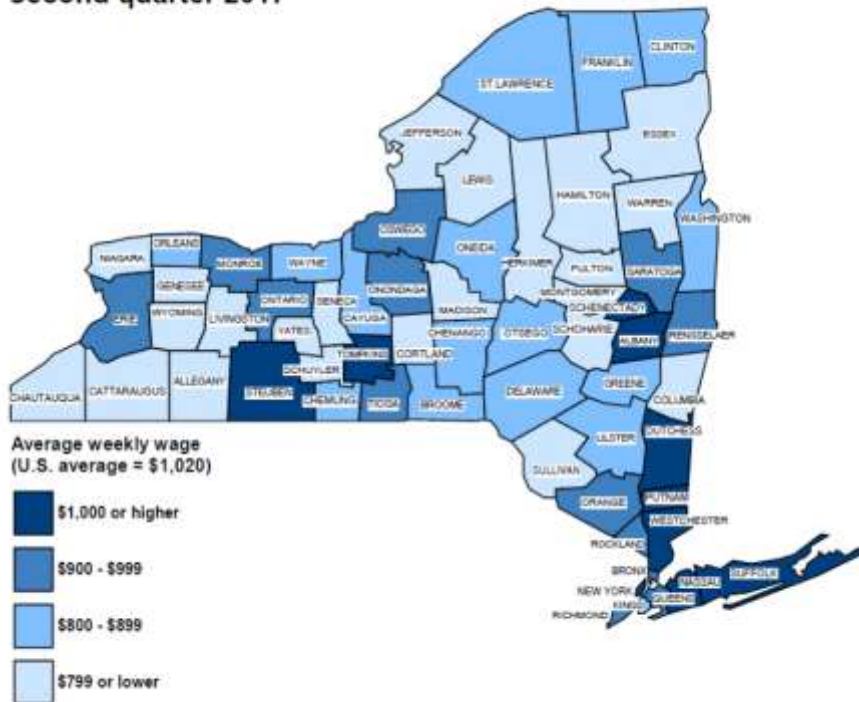 second quarter 2017
CLINTON
FRANKLIN
ST.LAWRENCE
JEFFERSON
ESSEX
LEWIS
HAMILTON
WARREN
WASHINGTON
OSWEGO
ONEIDA
HERKIMER
ORLEANS
NIAGARA
MONROE
WAYNE
FULTON
SARATOGA
GENESEE
ONONDAGA
MONTGOMERY
ONTARIO
SENECA
MADISON
SCHENECTADY
ERIE
WYOMING
LIVINGSTON
CAYUGA
YATES
CHENANGO
OTSEGO
SCHOHARIE
ALBANY
RENSSELAER
TOMPKINS
CORTLAND
SCHUYLER
CHAUTAUQUA
CATTARAUGUS
ALLEGANY
STEUBEN
CHEMUNG
TIOGA
BROOME
DELAWARE
GREENE
COLUMBIA
ULSTER
DUTCHESS
SULLIVAN
ORANGE
PUTNAM
WESTCHESTER
ROCKLAND
BRONX
NEW YORK
NASSAU
SUFFOLK
KINGS
QUEENS
RICHMOND
Average weekly wage
(U.S. average = $1,020)
$1,000 or higher
$900 - $999
$800 - $899
$799 or lower